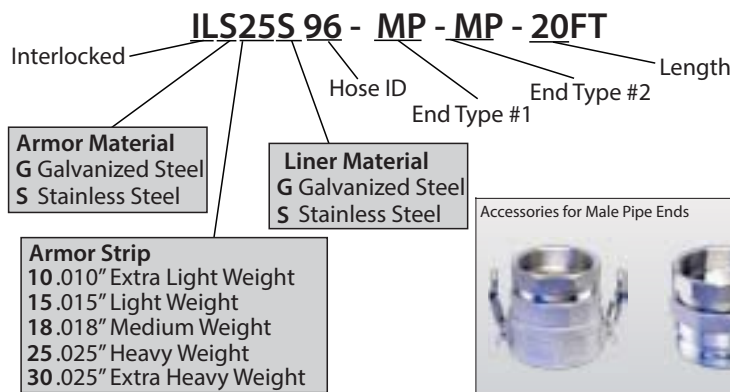 ILS25S 96 - MP - MP - 20FT
Interlocked
Length
Hose ID
End Type #2
End Type #1
Armor Material
G Galvanized Steel
S Stainless Steel
Liner Material
G Galvanized Steel
S Stainless Steel
Armor Strip
10 .010” Extra Light Weight
15 .015” Light Weight
18 .018” Medium Weight
25 .025” Heavy Weight
30 .025” Extra Heavy Weight
Accessories for Male Pipe Ends